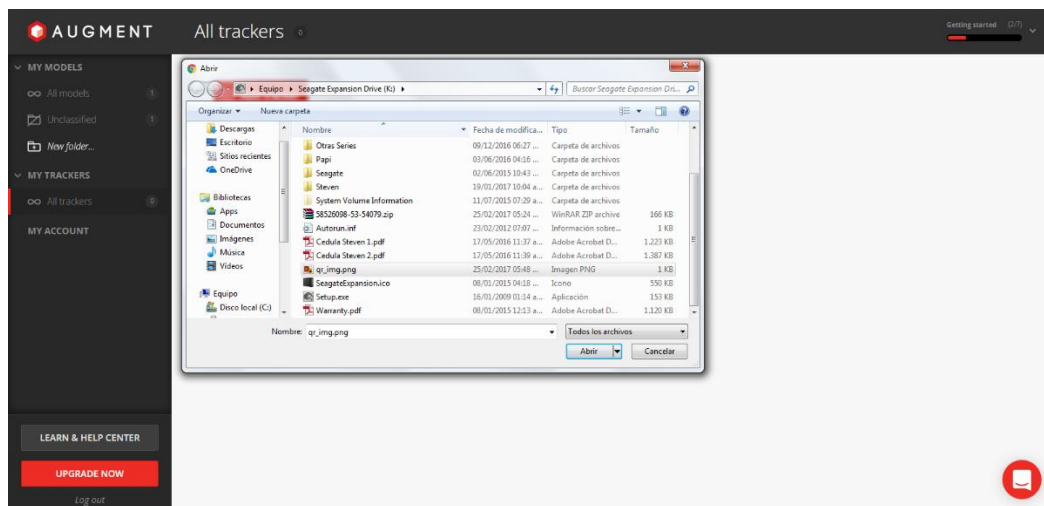 AUGMENT
All trackers 0
Getting started (2/7)
MY MODELS
All models 1
Unclassified 1
New folder...
MY TRACKERS
All trackers 0
MY ACCOUNT
LEARN & HELP CENTER
UPGRADE NOW
Log out
Abrir
Equipo Seagate Expansion Drive (K:)
Buscar Seagate Expansion Dri...
Organizar Nueva carpeta
Descargas
Escritorio
Sitios recientes
OneDrive
Bibliotecas
Apps
Documentos
Imágenes
Música
Vídeos
Equipo
Disco local (C:)
Nombre Fecha de modifica... Tipo Tamaño
Otras Series 09/12/2016 06:27 ... Carpeta de archivos
Papi 03/06/2016 04:16 ... Carpeta de archivos
Seagate 02/06/2015 10:43 ... Carpeta de archivos
Steven 19/01/2017 10:04 a... Carpeta de archivos
System Volume Information 11/07/2015 07:29 a... Carpeta de archivos
58526098-53-54079.zip 25/02/2017 05:24 ... WinRAR ZIP archive 166 KB
Autorun.inf 23/02/2012 07:07 ... Información sobre... 1 KB
Cedula Steven 1.pdf 17/05/2016 11:37 a... Adobe Acrobat D... 1.223 KB
Cedula Steven 2.pdf 17/05/2016 11:39 a... Adobe Acrobat D... 1.387 KB
qr_img.png 25/02/2017 05:48 ... Imagen PNG 1 KB
SeagateExpansion.ico 08/01/2015 04:18 ... Icono 550 KB
Setup.exe 16/01/2009 01:14 a... Aplicación 153 KB
Warranty.pdf 08/01/2015 12:13 a... Adobe Acrobat D... 1.120 KB
Nombre: qr_img.png
Todos los archivos
Abrir Cancelar